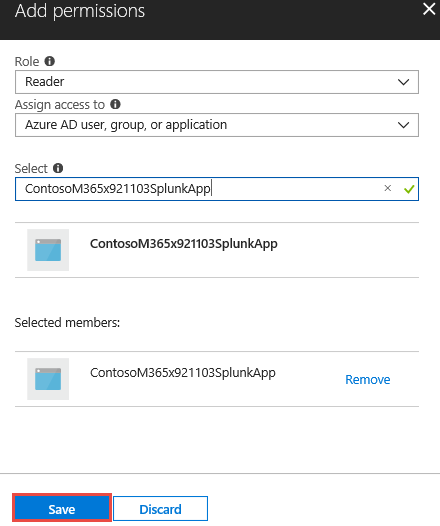 Add permissions
Role
Reader
Assign access to
Azure AD user, group, or application
Select
ContosoM365x921103SplunkApp
ContosoM365x921103SplunkApp
Selected members:
ContosoM365x921103SplunkApp
Remove
Save
Discard